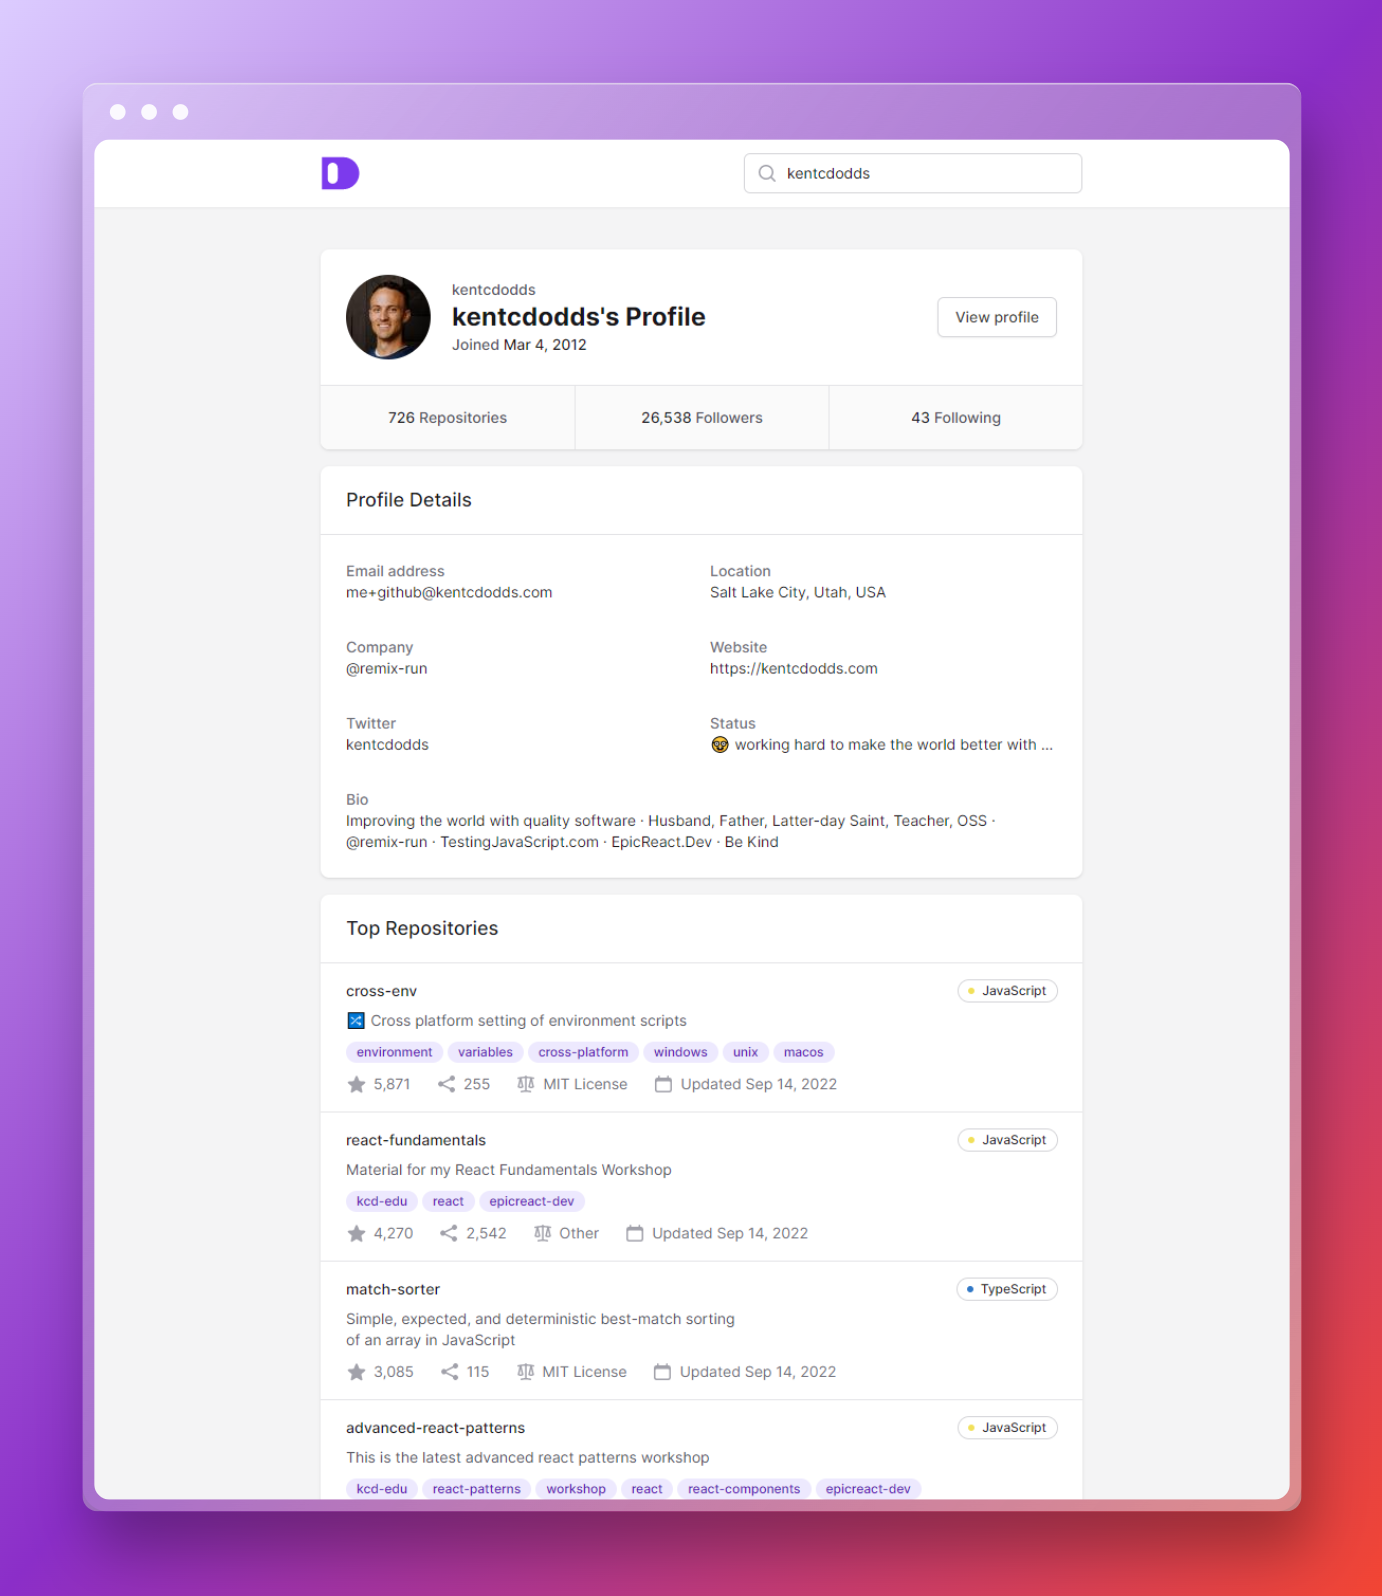 kentcdodds
kentcdodds
kentcdodds's Profile
Joined Mar 4, 2012
View profile
726 Repositories
26,538 Followers
43 Following
Profile Details
Email address
me+github@kentcdodds.com
Location
Salt Lake City, Utah, USA
Company
@remix-run
Website
https://kentcdodds.com
Twitter
kentcdodds
Status
🤓 working hard to make the world better with ...
Bio
Improving the world with quality software · Husband, Father, Latter-day Saint, Teacher, OSS ·
@remix-run · TestingJavaScript.com · EpicReact.Dev · Be Kind
Top Repositories
cross-env
JavaScript
🔀 Cross platform setting of environment scripts
environment variables cross-platform windows unix macos
5,871 255 MIT License Updated Sep 14, 2022
react-fundamentals
JavaScript
Material for my React Fundamentals Workshop
kcd-edu react epicreact-dev
4,270 2,542 Other Updated Sep 14, 2022
match-sorter
TypeScript
Simple, expected, and deterministic best-match sorting
of an array in JavaScript
3,085 115 MIT License Updated Sep 14, 2022
advanced-react-patterns
JavaScript
This is the latest advanced react patterns workshop
kcd-edu react-patterns workshop react react-components epicreact-dev